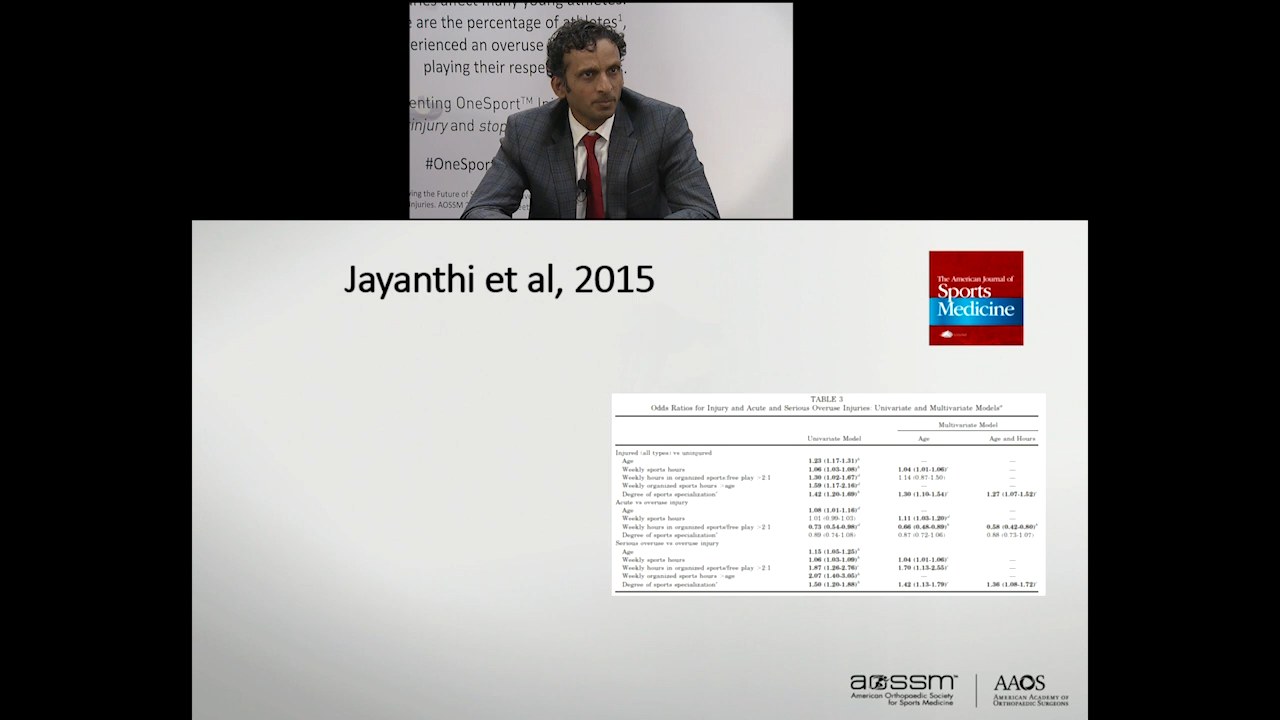 are the percentage of athletes¹,
erienced an overuse
playing their respe
enting OneSport™ In
injury and stop
#OneSpor
ving the Future of S
njuries. AOSSM 2
Jayanthi et al, 2015
The American Journal of
Sports
Medicine
TABLE 3
Odds Ratios for Injury and Acute and Serious Overuse Injuries: Univariate and Multivariate Models
Multivariate Model
Univariate Model Age Age and Hours
Injured (all types) vs uninjured
Age 1.23 (1.17-1.31) — —
Weekly sports hours 1.06 (1.03-1.08) 1.04 (1.01-1.06) —
Weekly hours in organized sports/free play >2:1 1.30 (1.02-1.67) 1.14 (0.87-1.50) —
Weekly organized sports hours >age 1.59 (1.17-2.16) — —
Degree of sports specialization 1.42 (1.20-1.69) 1.30 (1.10-1.54) 1.27 (1.07-1.52)
Acute vs overuse injury
Age 1.08 (1.01-1.16) — —
Weekly sports hours 1.01 (0.99-1.03) 1.11 (1.03-1.20) —
Weekly hours in organized sports/free play >2:1 0.73 (0.54-0.98) 0.66 (0.48-0.89) 0.58 (0.42-0.80)
Degree of sports specialization 0.89 (0.74-1.08) 0.87 (0.72-1.06) 0.88 (0.73-1.07)
Serious overuse vs overuse injury
Age 1.15 (1.05-1.25) — —
Weekly sports hours 1.06 (1.03-1.09) 1.04 (1.01-1.06) —
Weekly hours in organized sports/free play >2:1 1.87 (1.26-2.76) 1.70 (1.13-2.55) —
Weekly organized sports hours >age 2.07 (1.40-3.05) — —
Degree of sports specialization 1.50 (1.20-1.88) 1.42 (1.13-1.79) 1.36 (1.08-1.72)
aossm™
American Orthopaedic Society
for Sports Medicine
AAOS
AMERICAN ACADEMY OF
ORTHOPAEDIC SURGEONS